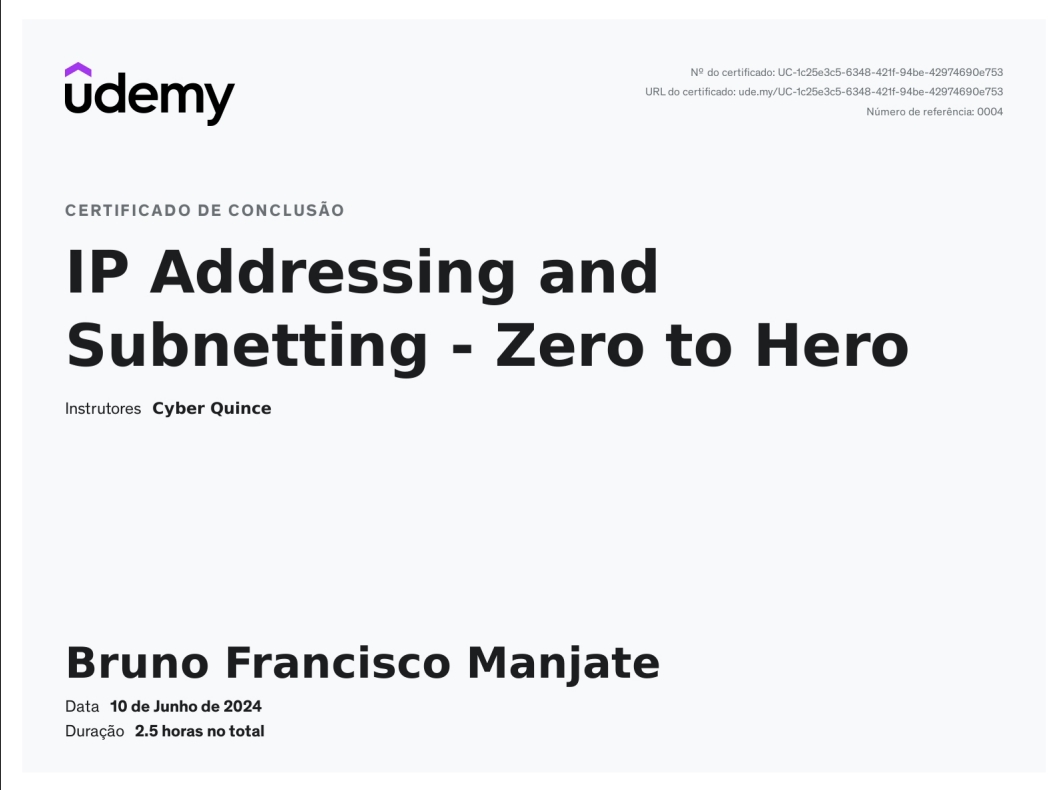 udemy
Nº do certificado: UC-1c25e3c5-6348-421f-94be-42974690e753
URL do certificado: ude.my/UC-1c25e3c5-6348-421f-94be-42974690e753
Número de referência: 0004
CERTIFICADO DE CONCLUSÃO
IP Addressing and
Subnetting - Zero to Hero
Instrutores Cyber Quince
Bruno Francisco Manjate
Data 10 de Junho de 2024
Duração 2.5 horas no total